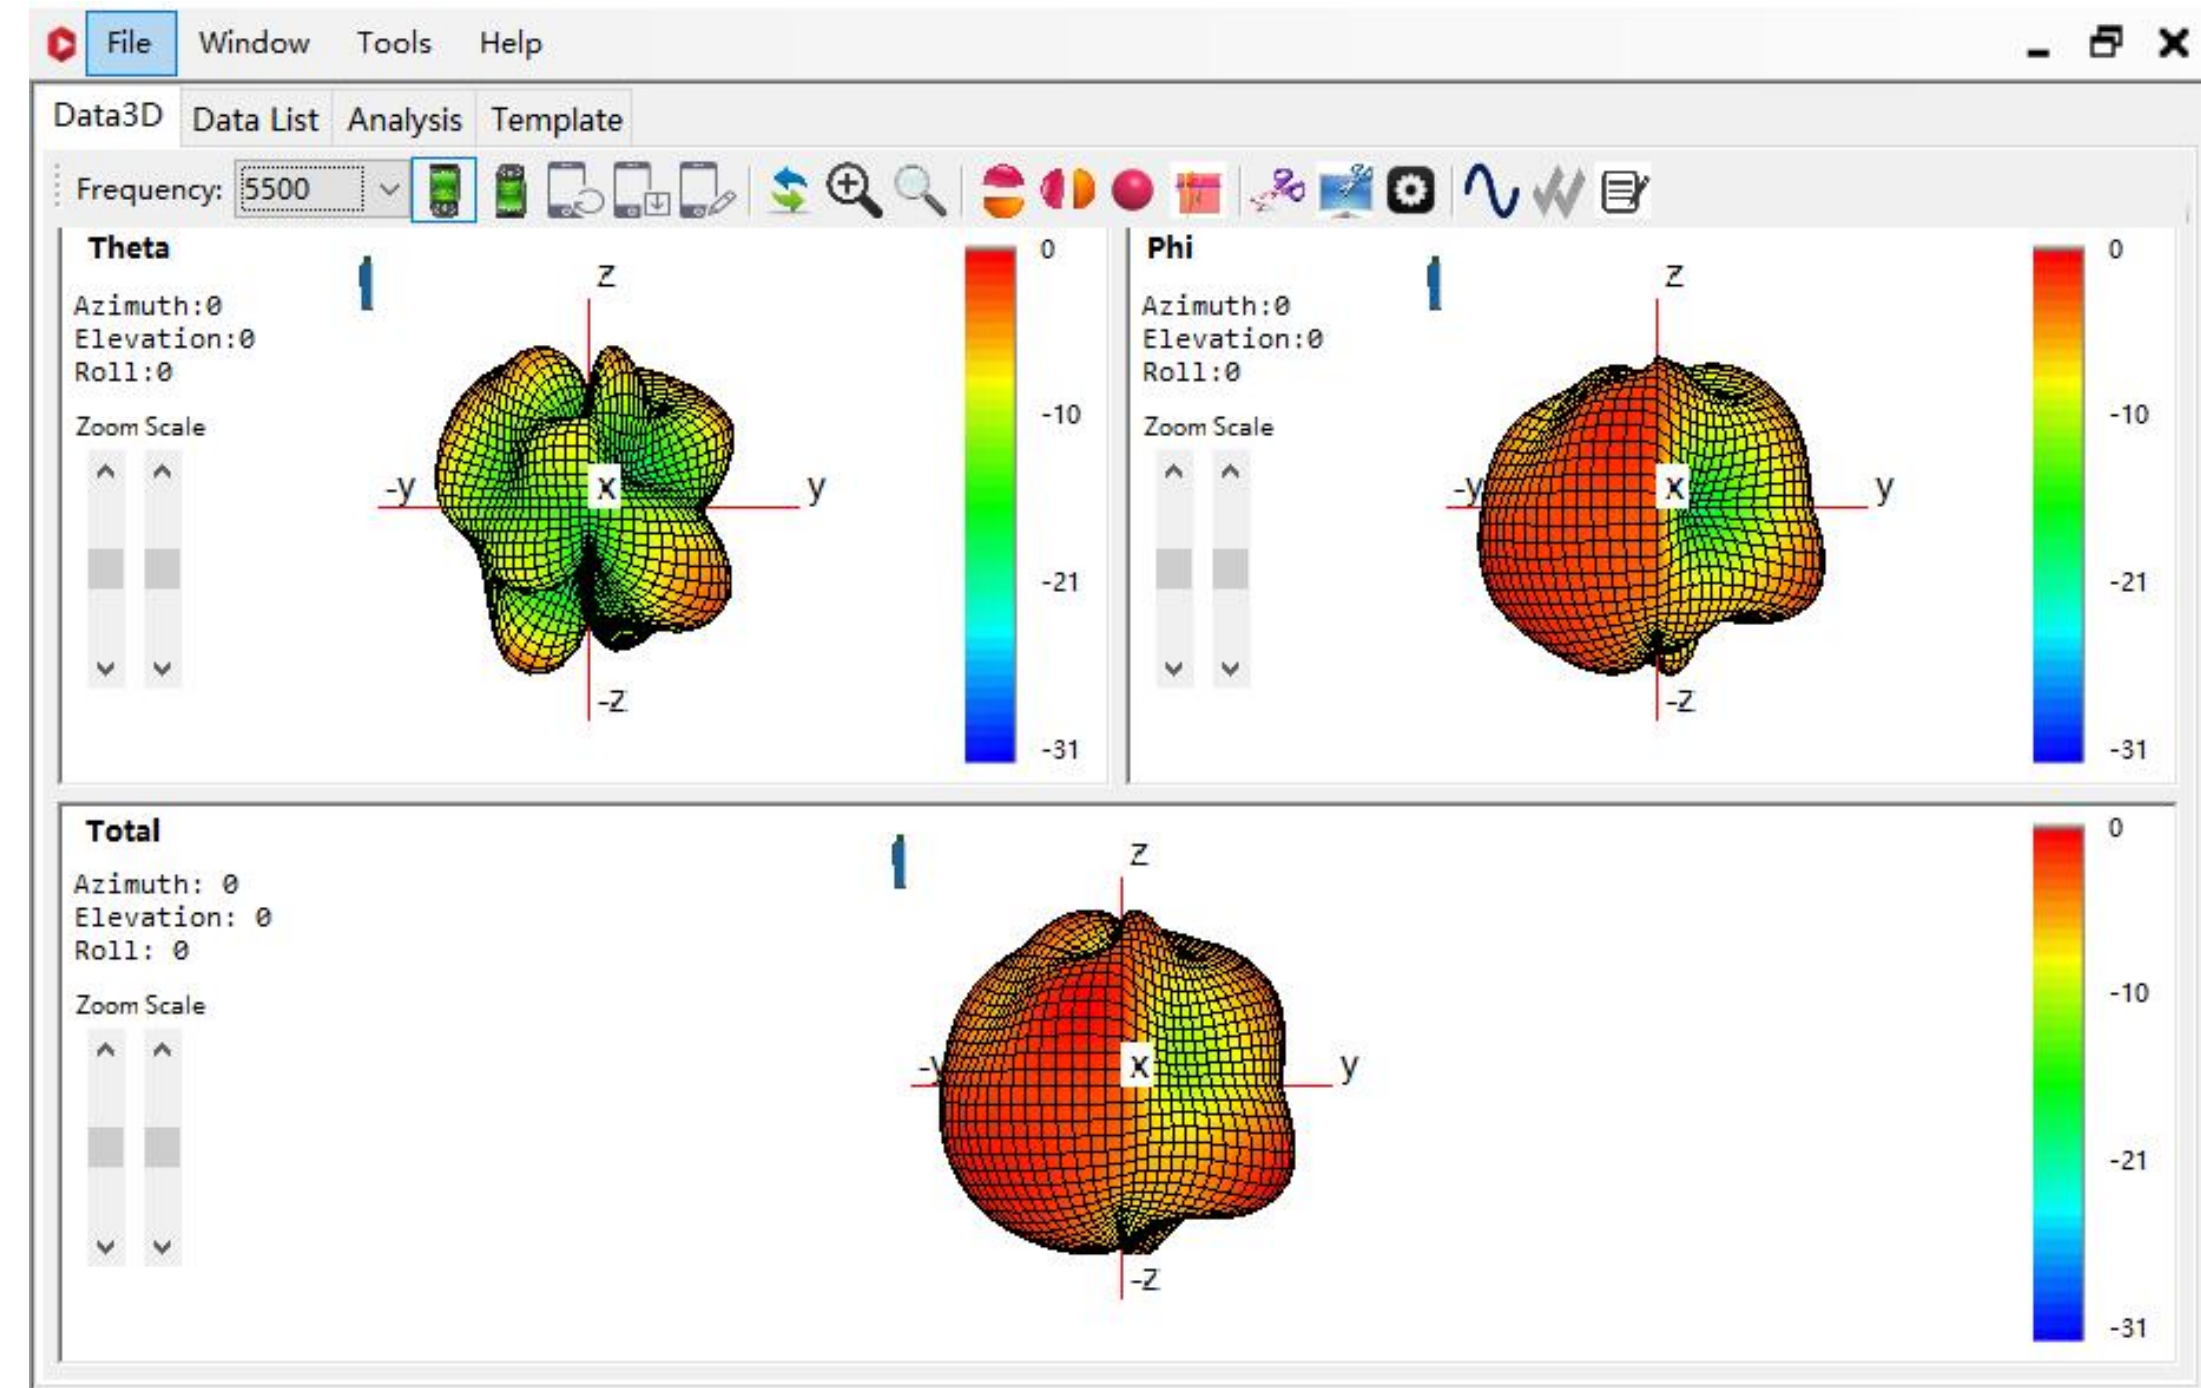 File Window Tools Help
Data3D Data List Analysis Template
Frequency: 5500
Theta
Azimuth:0
Elevation:0
Roll:0
Zoom Scale
z
-y
x
y
-z
0
-10
-21
-31
Phi
Azimuth:0
Elevation:0
Roll:0
Zoom Scale
z
-y
x
y
-z
0
-10
-21
-31
Total
Azimuth: 0
Elevation: 0
Roll: 0
Zoom Scale
z
-y
x
y
-z
0
-10
-21
-31